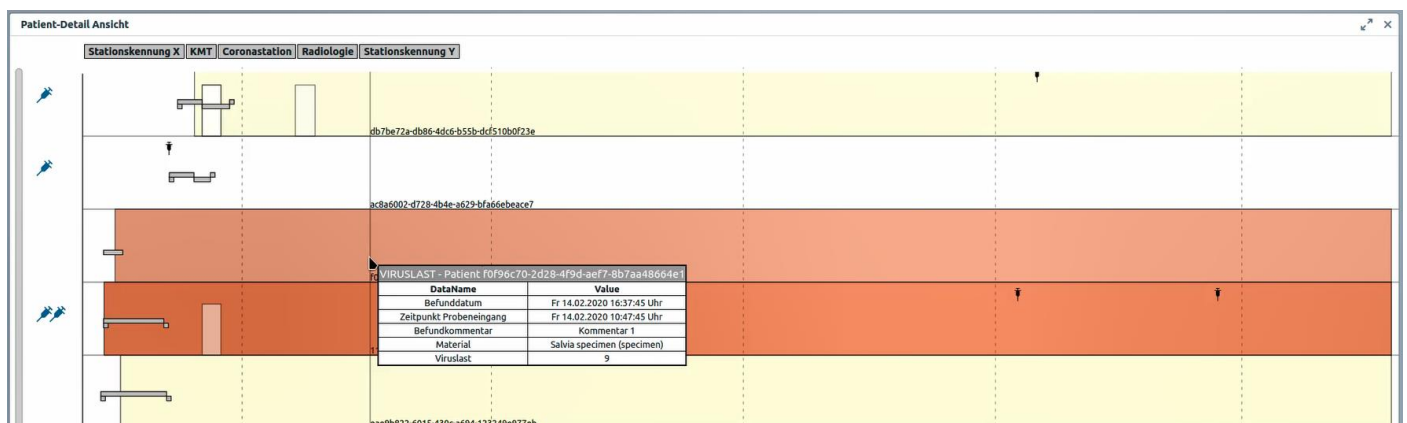 Patient-Detail Ansicht
Stationskennung X KMT Coronastation Radiologie Stationskennung Y
db7be72a-db86-4dc6-b55b-dcf510b0f23e
ac8a6002-d728-4b4e-a629-bfa66ebeace7
VIRUSLAST - Patient f0f96c70-2d28-4f9d-aef7-8b7aa48664e1
DataName Value
Befunddatum Fr 14.02.2020 16:37:45 Uhr
Zeitpunkt Probeneingang Fr 14.02.2020 10:47:45 Uhr
Befundkommentar Kommentar 1
Material Salvia specimen (specimen)
Viruslast 9